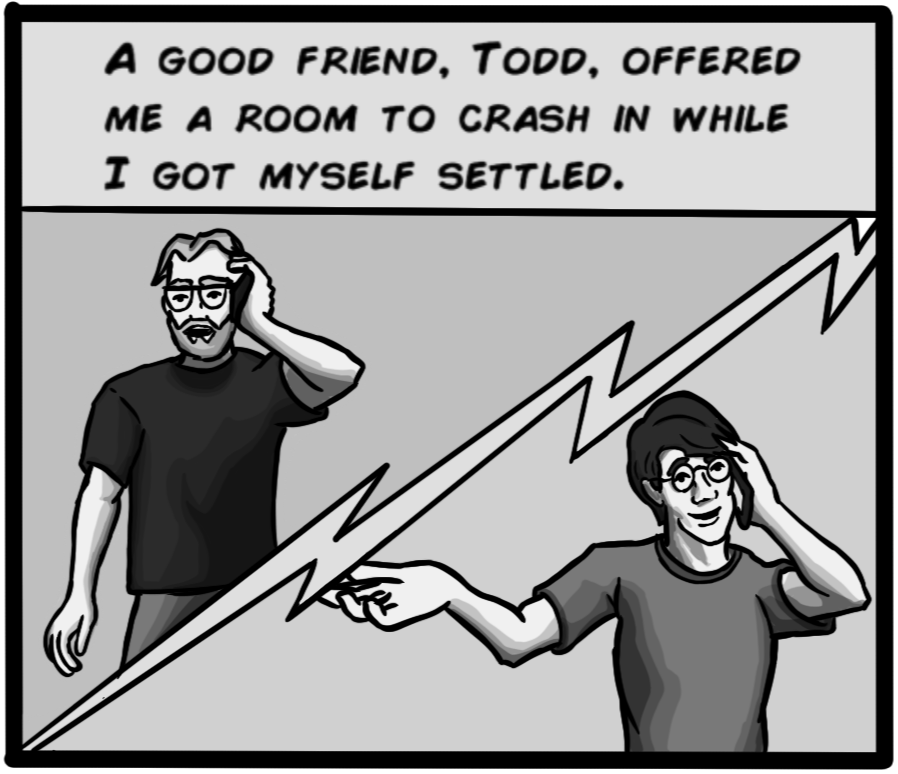 A GOOD FRIEND, TODD, OFFERED
ME A ROOM TO CRASH IN WHILE
I GOT MYSELF SETTLED.